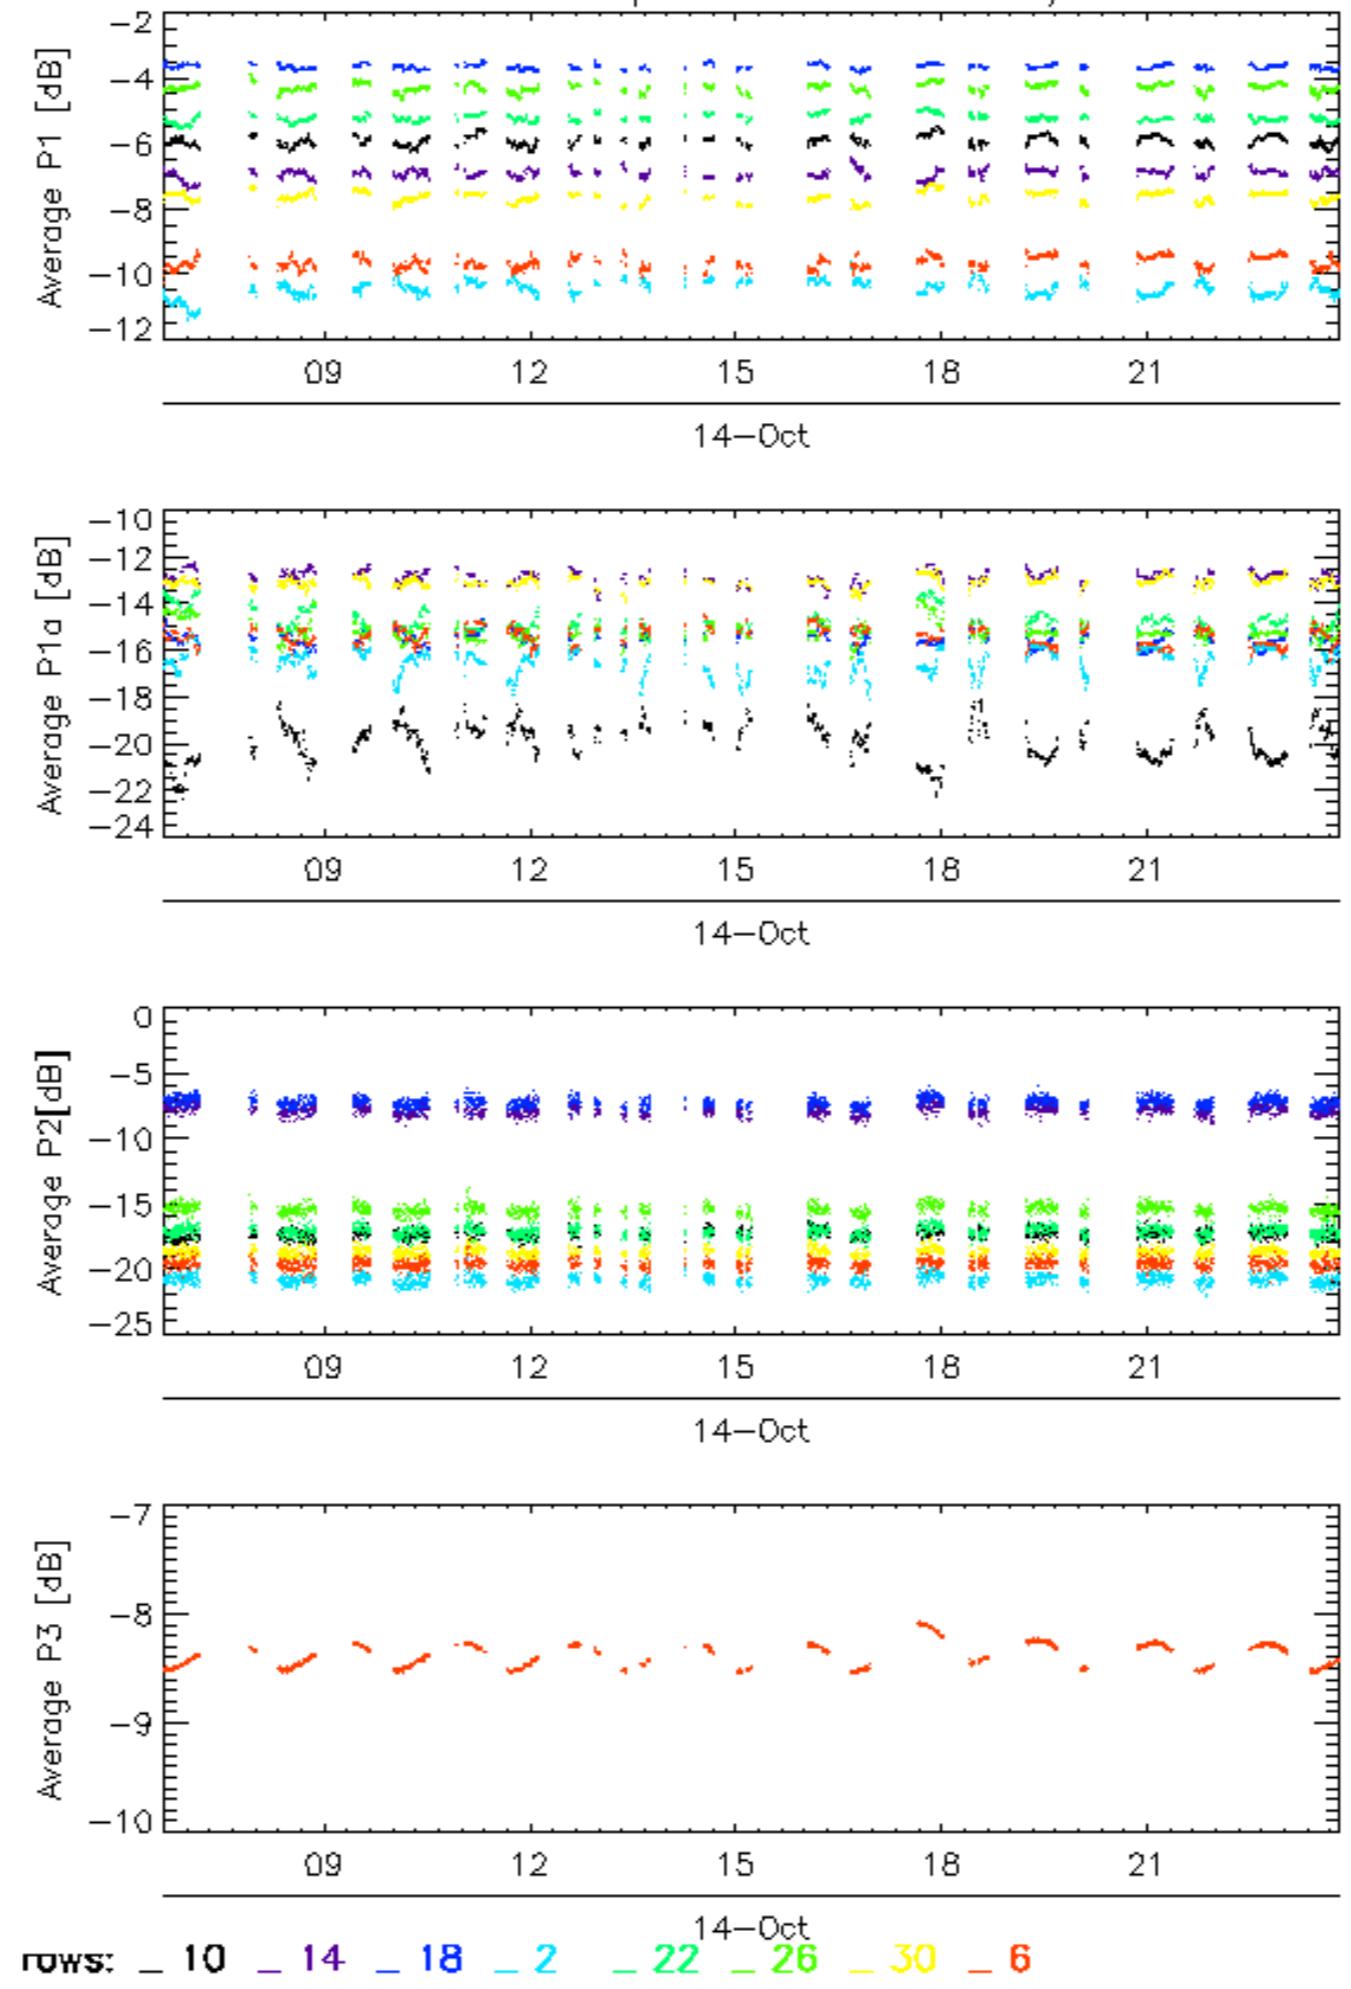 Average P1 [dB]
−2
−4
−6
−8
−10
−12
09 12 15 18 21
14−Oct
Average P1a [dB]
−10
−12
−14
−16
−18
−20
−22
−24
09 12 15 18 21
14−Oct
Average P2[dB]
0
−5
−10
−15
−20
−25
09 12 15 18 21
14−Oct
Average P3 [dB]
−7
−8
−9
−10
09 12 15 18 21
14−Oct
rows: _ 10 _ 14 _ 18 _ 2 _ 22 _ 26 _ 30 _ 6